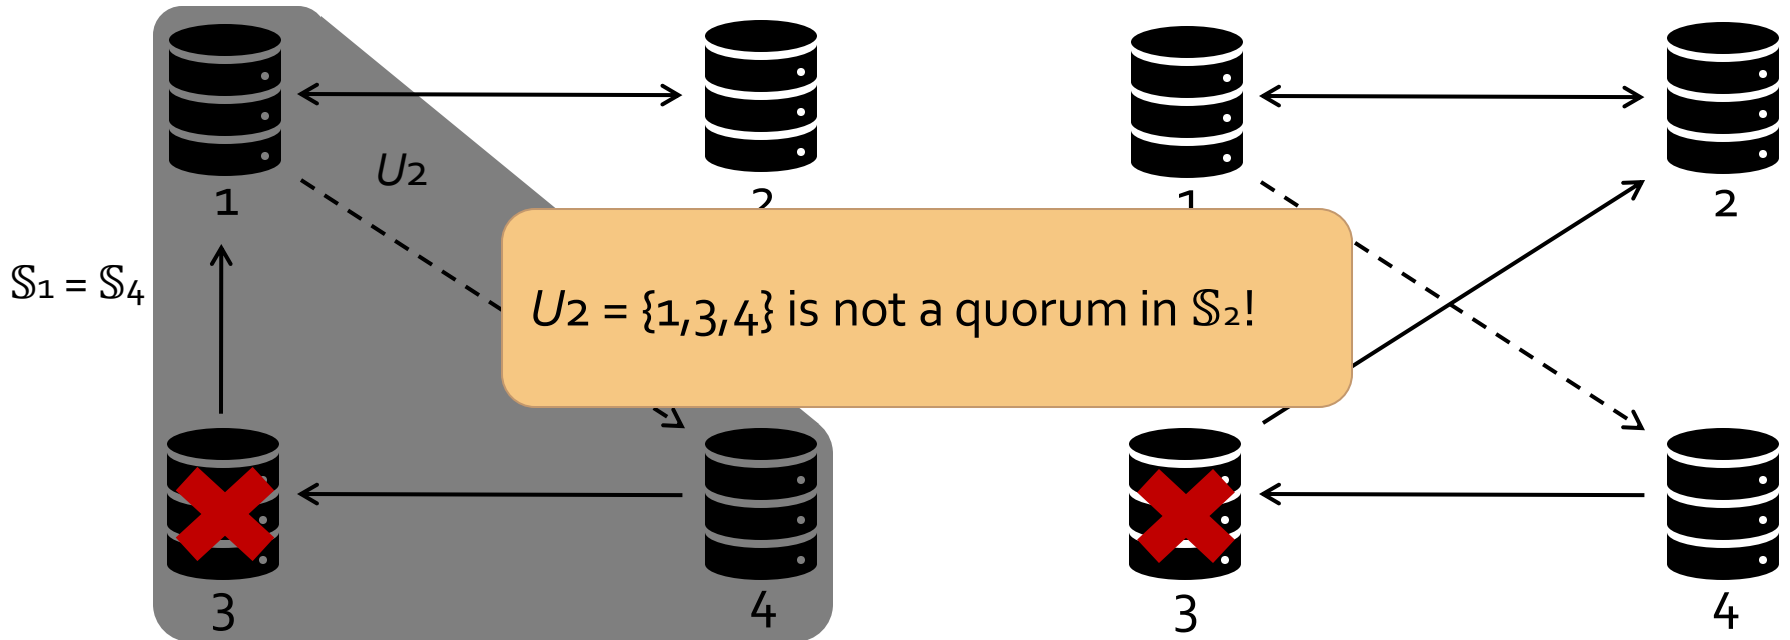 U2
1
2
1
2
𝕊1 = 𝕊4
U2 = {1,3,4} is not a quorum in 𝕊2!
3
4
3
4